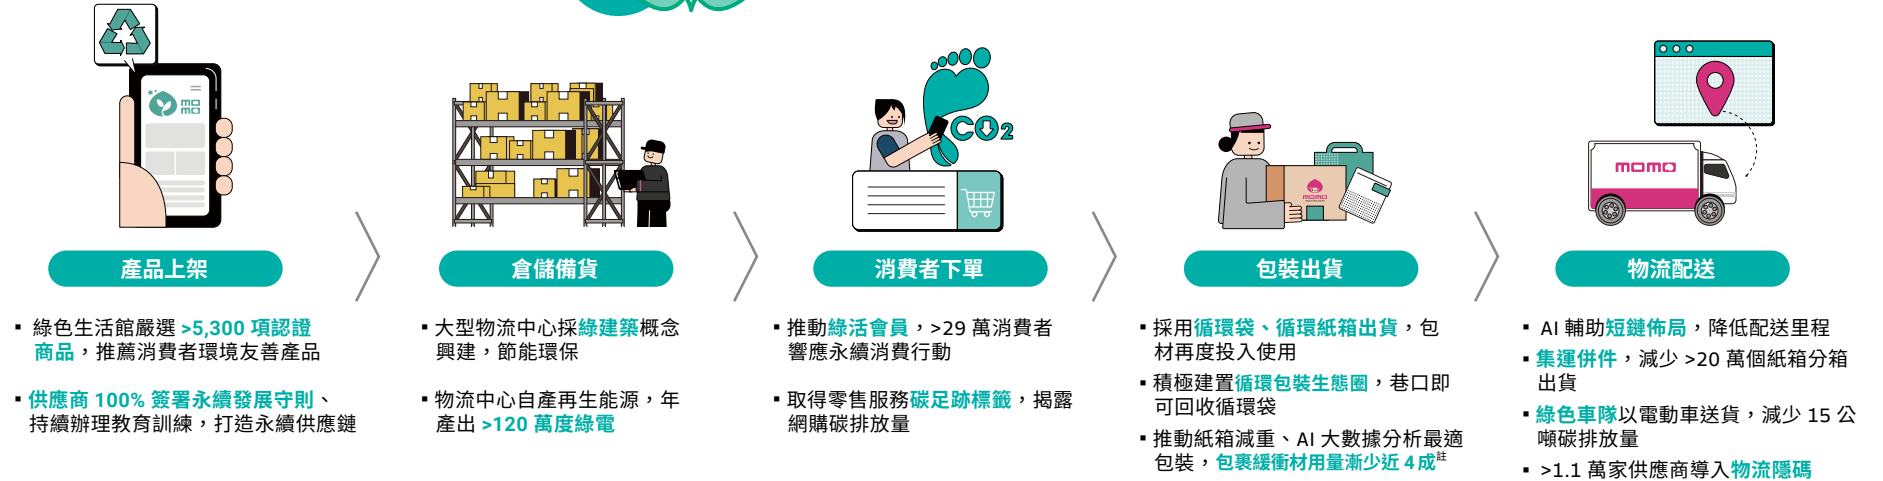 momo
CO2
momo
momo
產品上架
綠色生活館嚴選 >5,300 項認證
商品，推薦消費者環境友善產品
供應商 100% 簽署永續發展守則、
持續辦理教育訓練，打造永續供應鏈
倉儲備貨
大型物流中心採綠建築概念
興建，節能環保
物流中心自產再生能源，年
產出 >120 萬度綠電
消費者下單
推動綠活會員，>29 萬消費者
響應永續消費行動
取得零售服務碳足跡標籤，揭露
網購碳排放量
包裝出貨
採用循環袋、循環紙箱出貨，包
材再度投入使用
積極建置循環包裝生態圈，巷口即
可回收循環袋
推動紙箱減重、AI 大數據分析最適
包裝，包裹緩衝材用量漸少近 4 成註
物流配送
AI 輔助短鏈佈局，降低配送里程
集運併件，減少 >20 萬個紙箱分箱
出貨
綠色車隊以電動車送貨，減少 15 公
噸碳排放量
>1.1 萬家供應商導入物流隱碼